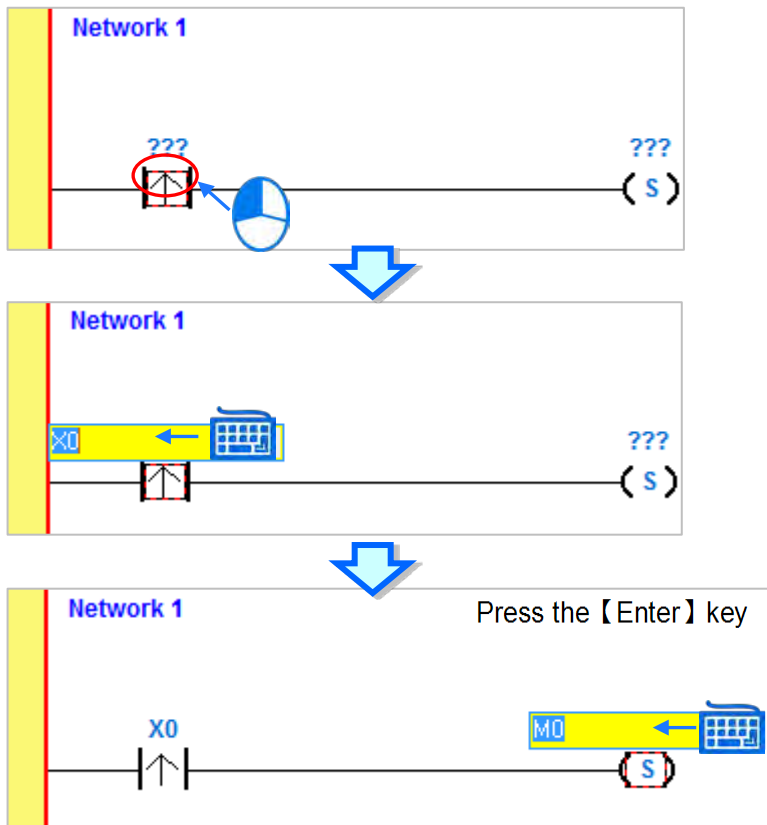 Network 1
??? ???
S
Network 1
X0
???
S
Network 1 Press the【Enter】key
X0
M0
S